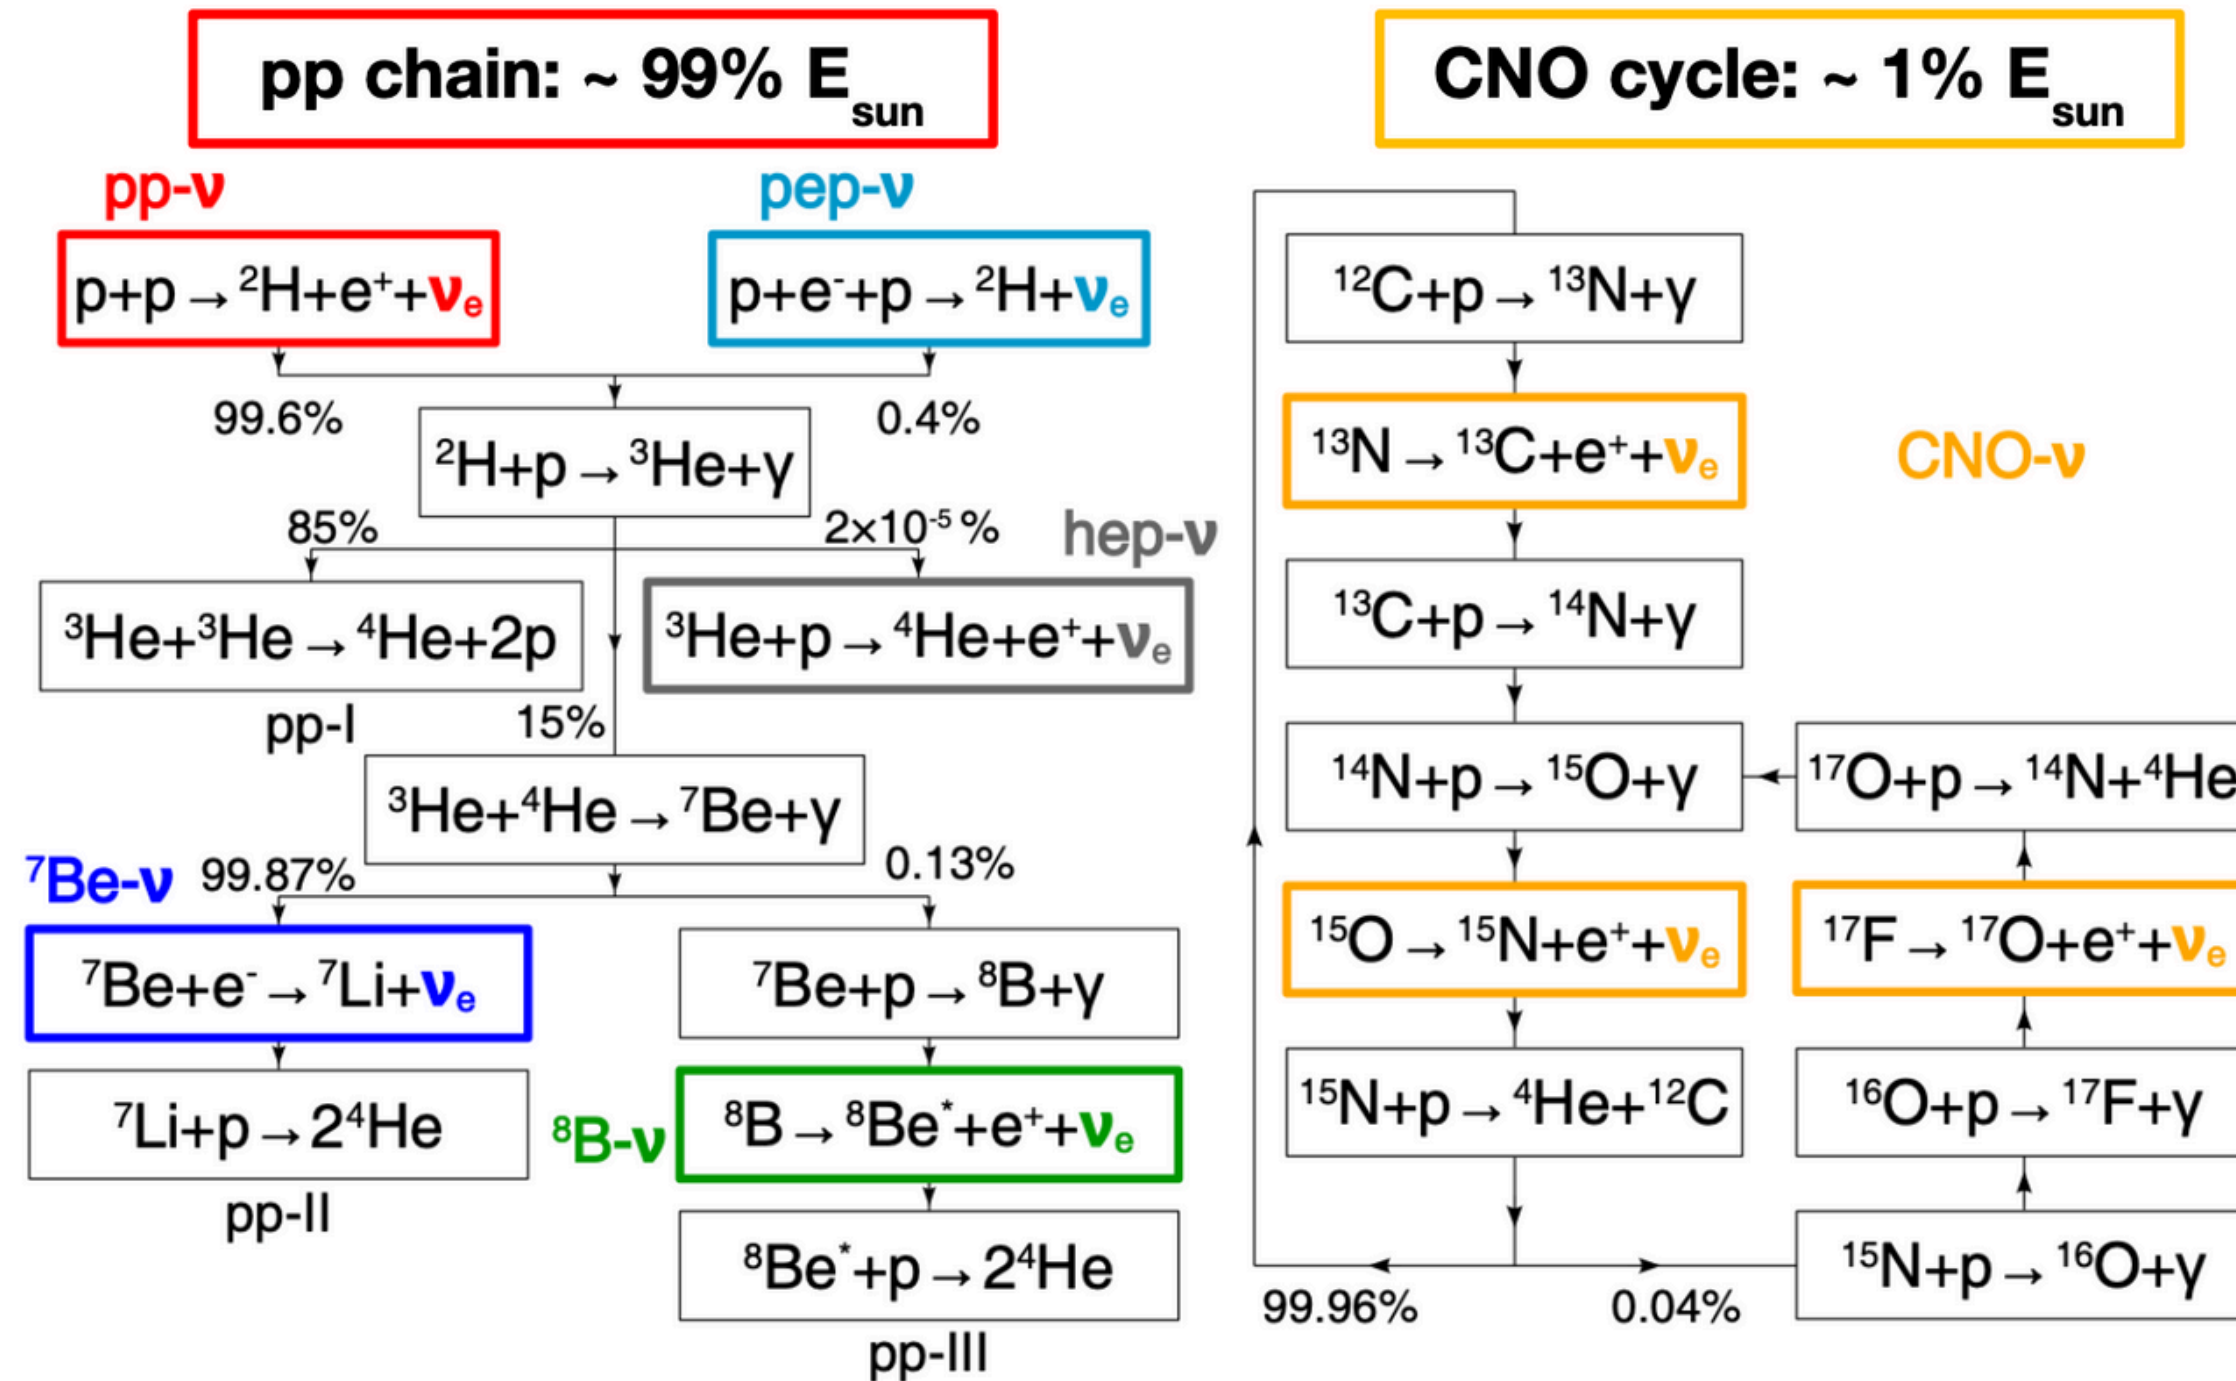 pp chain: ~ 99% E_sun
pp-ν
pep-ν
p+p → ²H+e⁺+νₑ
p+e⁻+p → ²H+νₑ
99.6%
0.4%
²H+p → ³He+γ
85%
2×10⁻⁵ %
hep-ν
³He+³He → ⁴He+2p
³He+p → ⁴He+e⁺+νₑ
pp-I
15%
³He+⁴He → ⁷Be+γ
⁷Be-ν
99.87%
0.13%
⁷Be+e⁻ → ⁷Li+νₑ
⁷Be+p → ⁸B+γ
⁷Li+p → 2⁴He
⁸B-ν
⁸B → ⁸Be*+e⁺+νₑ
pp-II
⁸Be*+p → 2⁴He
pp-III
CNO cycle: ~ 1% E_sun
¹²C+p → ¹³N+γ
¹³N → ¹³C+e⁺+νₑ
CNO-ν
¹³C+p → ¹⁴N+γ
¹⁴N+p → ¹⁵O+γ
¹⁷O+p → ¹⁴N+⁴He
¹⁵O → ¹⁵N+e⁺+νₑ
¹⁷F → ¹⁷O+e⁺+νₑ
¹⁵N+p → ⁴He+¹²C
¹⁶O+p → ¹⁷F+γ
¹⁵N+p → ¹⁶O+γ
99.96%
0.04%